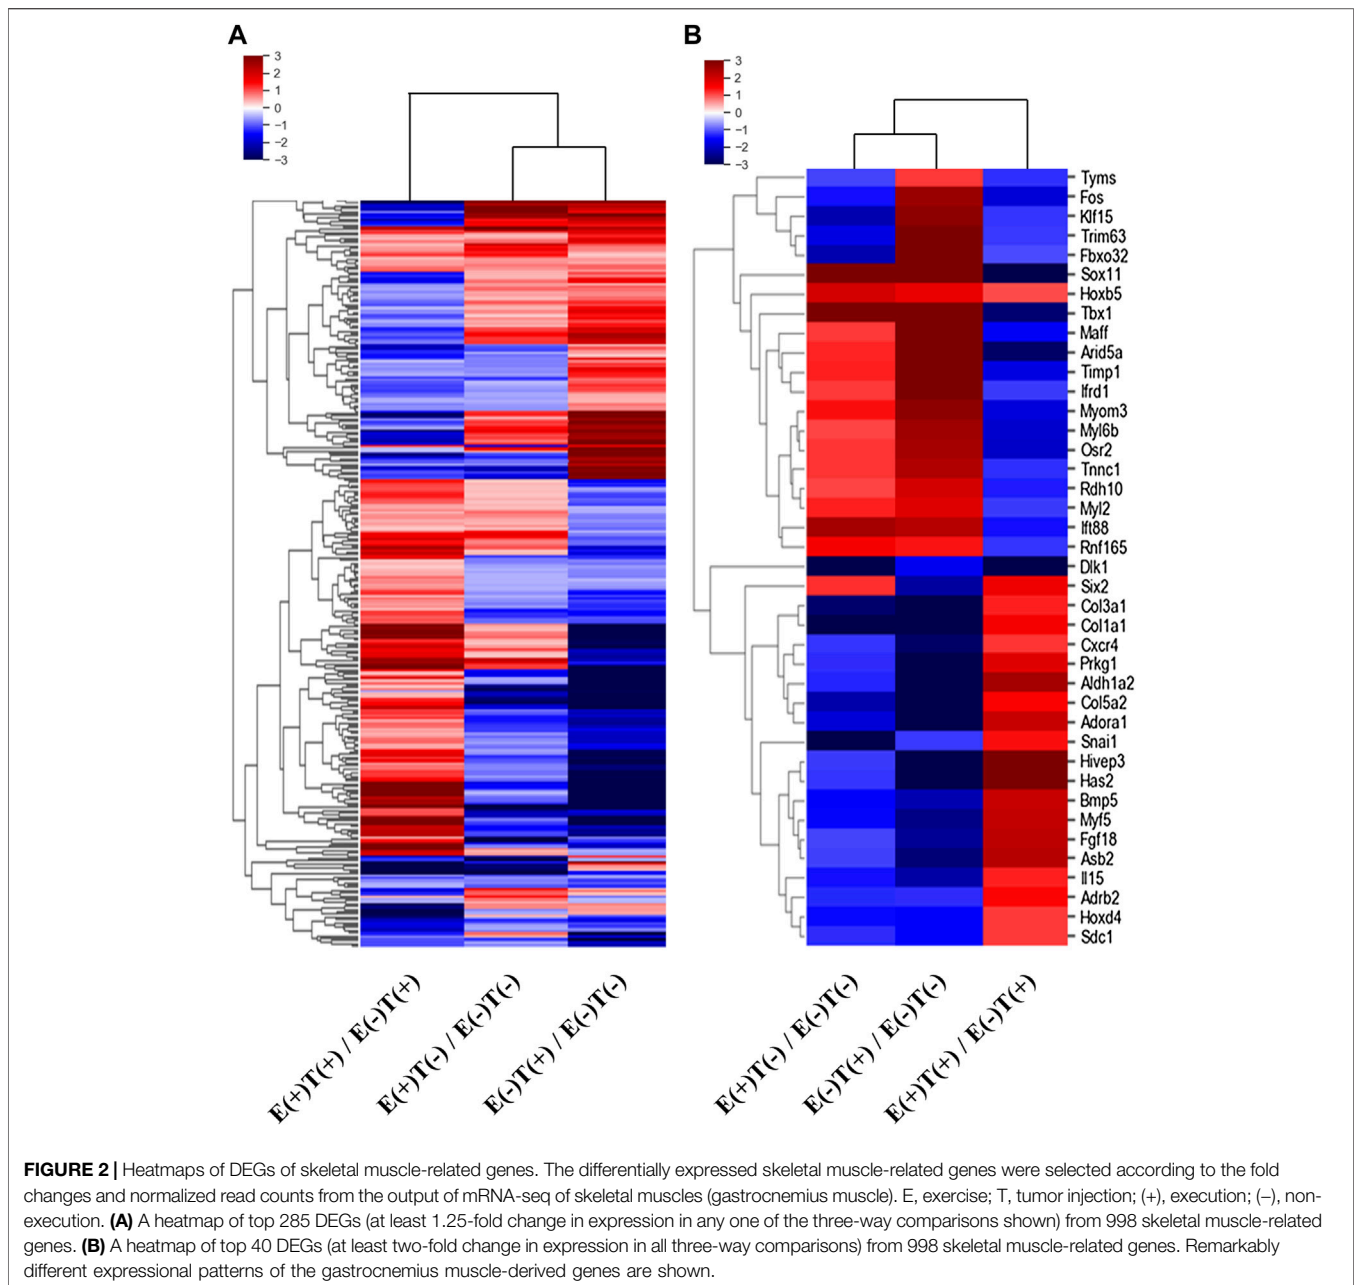 A
B
3
2
1
0
−1
−2
−3
3
2
1
0
−1
−2
−3
Tyms
Fos
Klf15
Trim63
Fbxo32
Sox11
Hoxb5
Tbx1
Maff
Arid5a
Timp1
Ifrd1
Myom3
Myl6b
Osr2
Tnnc1
Rdh10
Myl2
Ift88
Rnf165
Dlk1
Six2
Col3a1
Col1a1
Cxcr4
Prkg1
Aldh1a2
Col5a2
Adora1
Snai1
Hivep3
Has2
Bmp5
Myf5
Fgf18
Asb2
Il15
Adrb2
Hoxd4
Sdc1
E(+)T(+) / E(-)T(+)
E(+)T(-) / E(-)T(-)
E(-)T(+) / E(-)T(-)
E(+)T(-) / E(-)T(-)
E(-)T(+) / E(-)T(-)
E(+)T(+) / E(-)T(+)
FIGURE 2 | Heatmaps of DEGs of skeletal muscle-related genes. The differentially expressed skeletal muscle-related genes were selected according to the fold
changes and normalized read counts from the output of mRNA-seq of skeletal muscles (gastrocnemius muscle). E, exercise; T, tumor injection; (+), execution; (−), non-
execution. (A) A heatmap of top 285 DEGs (at least 1.25-fold change in expression in any one of the three-way comparisons shown) from 998 skeletal muscle-related
genes. (B) A heatmap of top 40 DEGs (at least two-fold change in expression in all three-way comparisons) from 998 skeletal muscle-related genes. Remarkably
different expressional patterns of the gastrocnemius muscle-derived genes are shown.